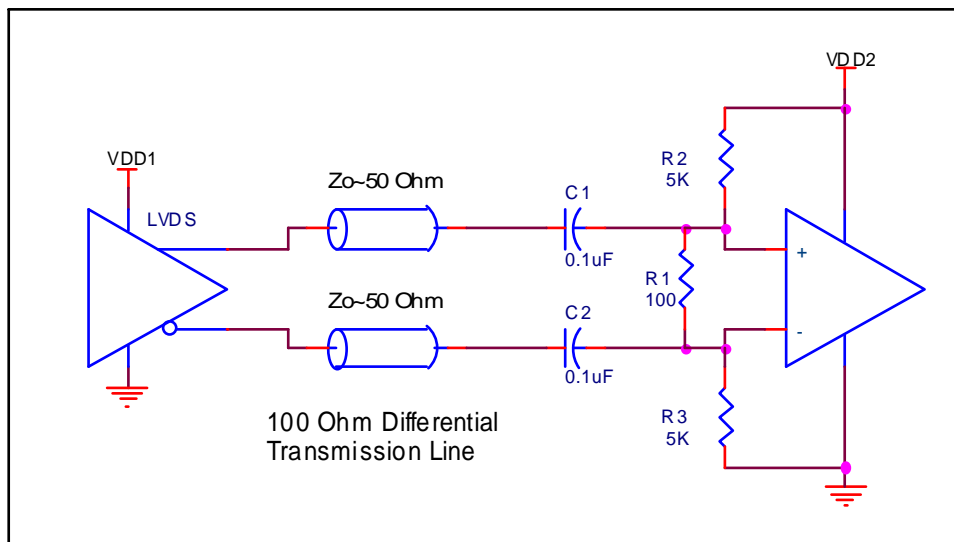 VDD2
VDD1
LVDS
Zo~50 Ohm
C1
0.1uF
R2
5K
R1
100
+
-
Zo~50 Ohm
C2
0.1uF
R3
5K
100 Ohm Differential
Transmission Line